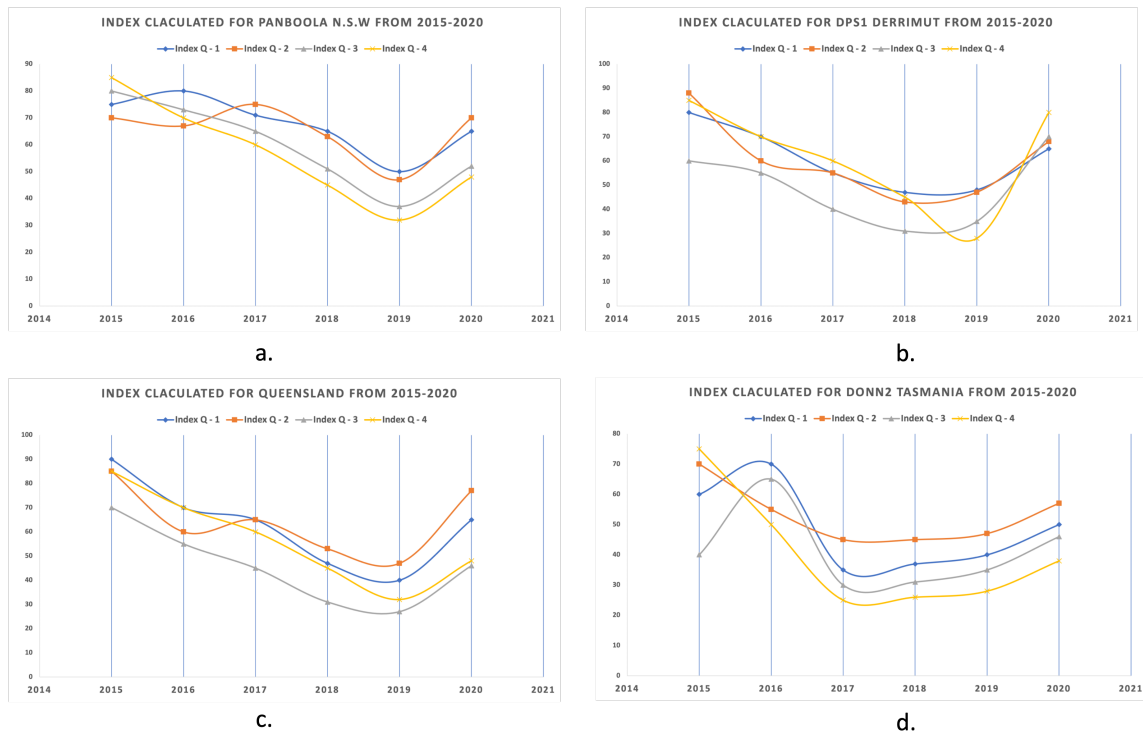 INDEX CLACULATED FOR PANBOOLA N.S.W FROM 2015-2020
Index Q - 1 Index Q - 2 Index Q - 3 Index Q - 4
90
80
70
60
50
40
30
20
10
0
2014 2015 2016 2017 2018 2019 2020 2021
a.
INDEX CLACULATED FOR DPS1 DERRIMUT FROM 2015-2020
Index Q - 1 Index Q - 2 Index Q - 3 Index Q - 4
100
90
80
70
60
50
40
30
20
10
0
2014 2015 2016 2017 2018 2019 2020 2021
b.
INDEX CLACULATED FOR QUEENSLAND FROM 2015-2020
Index Q - 1 Index Q - 2 Index Q - 3 Index Q - 4
100
90
80
70
60
50
40
30
20
10
0
2014 2015 2016 2017 2018 2019 2020 2021
c.
INDEX CLACULATED FOR DONN2 TASMANIA FROM 2015-2020
Index Q - 1 Index Q - 2 Index Q - 3 Index Q - 4
80
70
60
50
40
30
20
10
0
2014 2015 2016 2017 2018 2019 2020 2021
d.